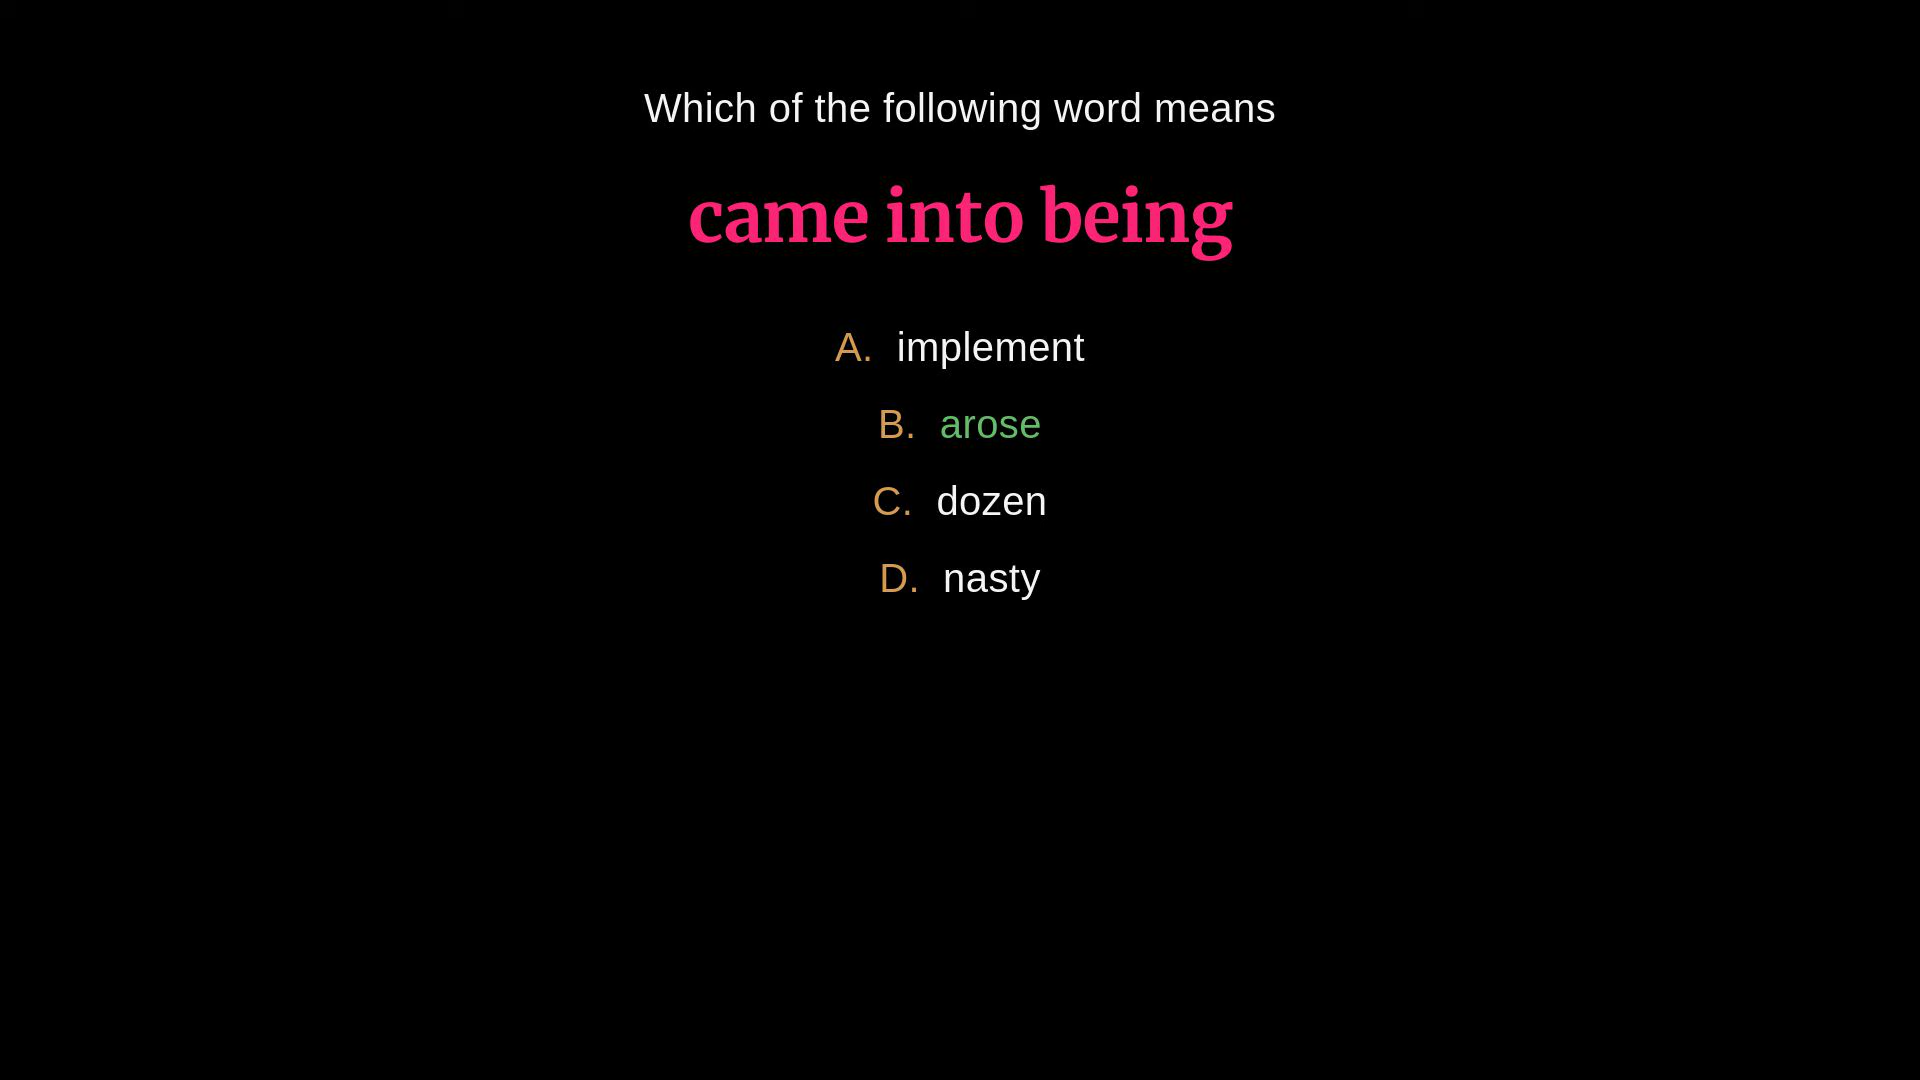 Which of the following word means
came into being
A. implement
B. arose
C. dozen
D. nasty